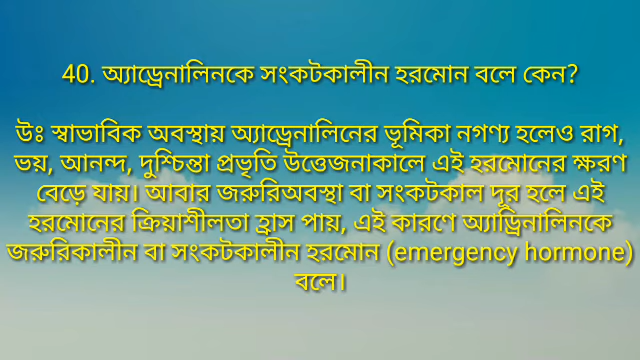 40. অ্যাড্রেনালিনকে সংকটকালীন হরমোন বলে কেন?
উঃ স্বাভাবিক অবস্থায় অ্যাড্রেনালিনের ভূমিকা নগণ্য হলেও রাগ,
ভয়, আনন্দ, দুশ্চিন্তা প্রভৃতি উত্তেজনাকালে এই হরমোনের ক্ষরণ
বেড়ে যায়। আবার জরুরিঅবস্থা বা সংকটকাল দূর হলে এই
হরমোনের ক্রিয়াশীলতা হ্রাস পায়, এই কারণে অ্যাড্রিনালিনকে
জরুরিকালীন বা সংকটকালীন হরমোন (emergency hormone)
বলে।